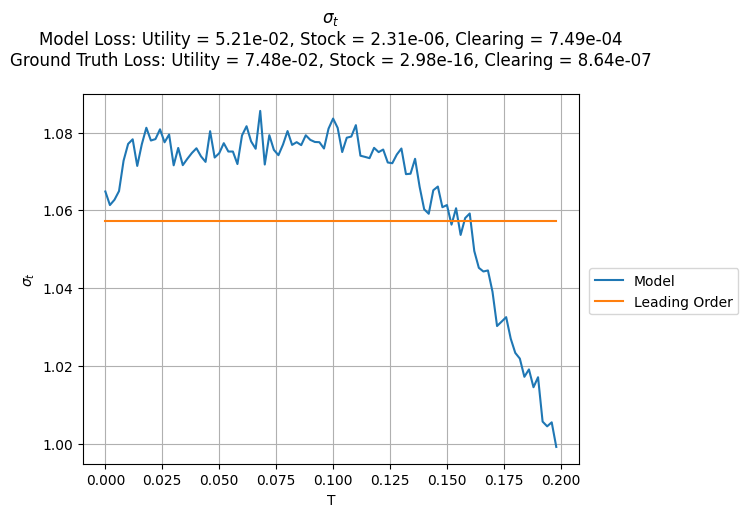 σt
Model Loss: Utility = 5.21e-02, Stock = 2.31e-06, Clearing = 7.49e-04
Ground Truth Loss: Utility = 7.48e-02, Stock = 2.98e-16, Clearing = 8.64e-07
1.08
1.06
1.04
1.02
1.00
σt
Model
Leading Order
0.000 0.025 0.050 0.075 0.100 0.125 0.150 0.175 0.200
T